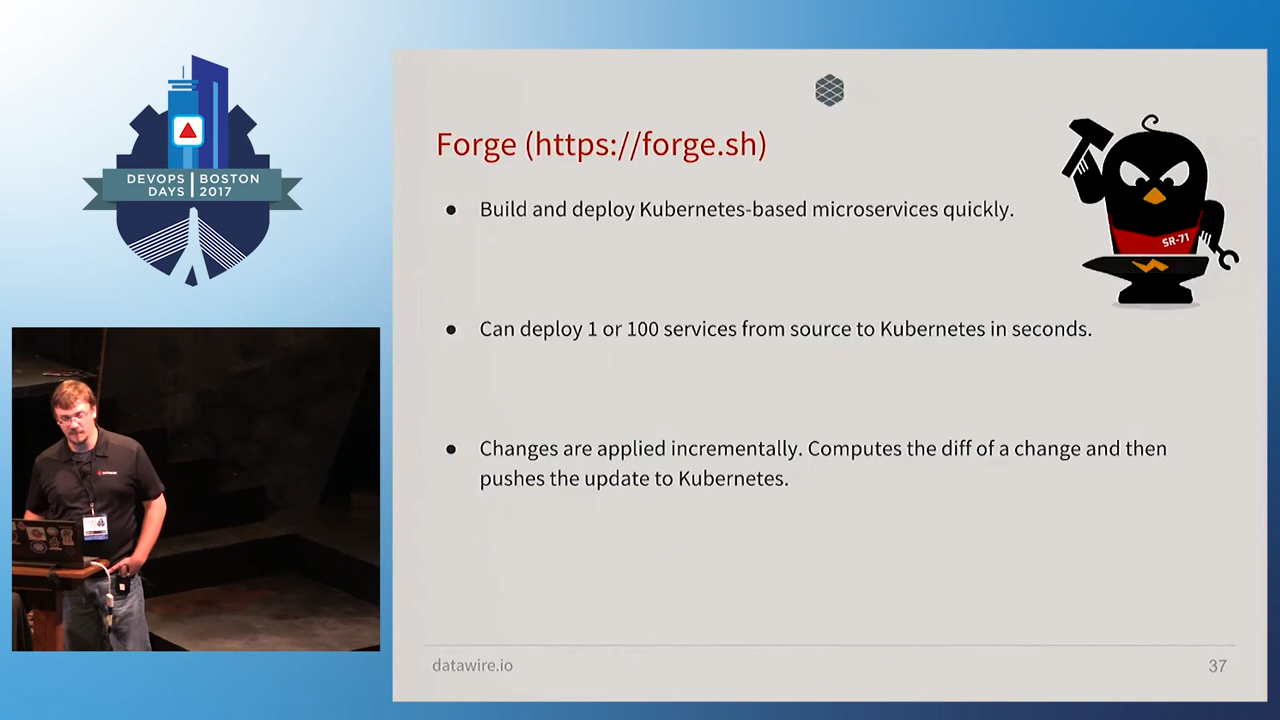 DEVOPS DAYS
BOSTON 2017
Forge (https://forge.sh)
SR-71
● Build and deploy Kubernetes-based microservices quickly.
● Can deploy 1 or 100 services from source to Kubernetes in seconds.
● Changes are applied incrementally. Computes the diff of a change and then
pushes the update to Kubernetes.
datawire.io
37